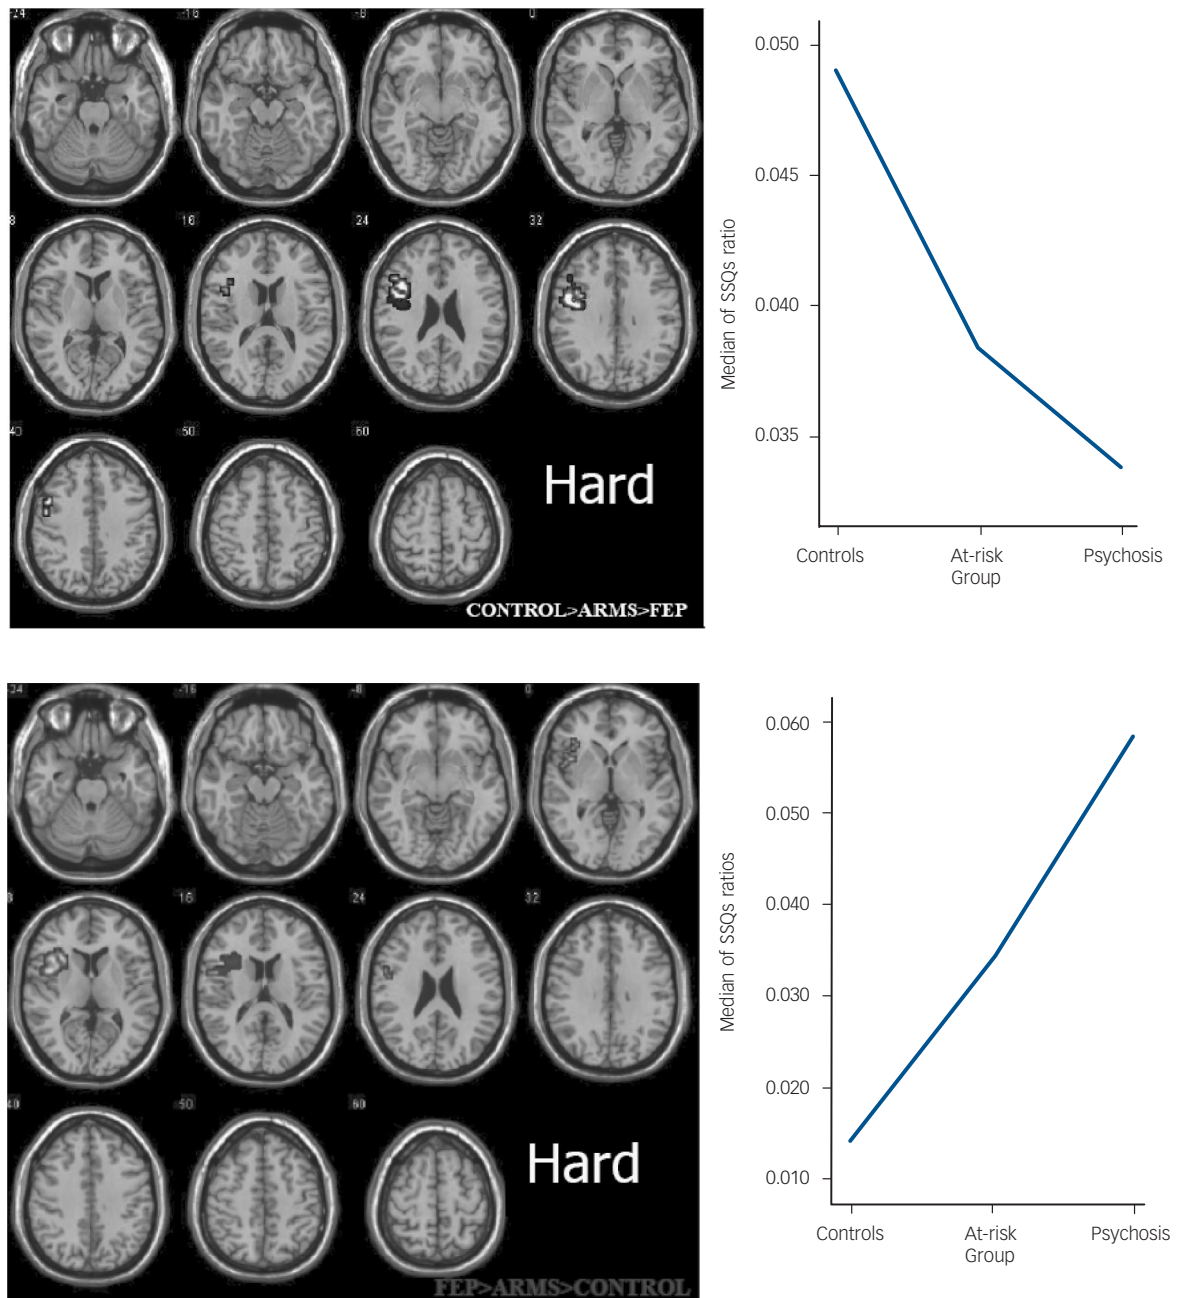 -24 -16 -8 0
8 16 24 32
40 50 60
Hard
CONTROL>ARMS>FEP
Median of SSQs ratio
0.050
0.045
0.040
0.035
Controls At-risk Psychosis
Group
-16 -8 0
8 16 24 32
40 50 60
Hard
FEP>ARMS>CONTROL
Median of SSQs ratios
0.060
0.050
0.040
0.030
0.020
0.010
Controls At-risk Psychosis
Group